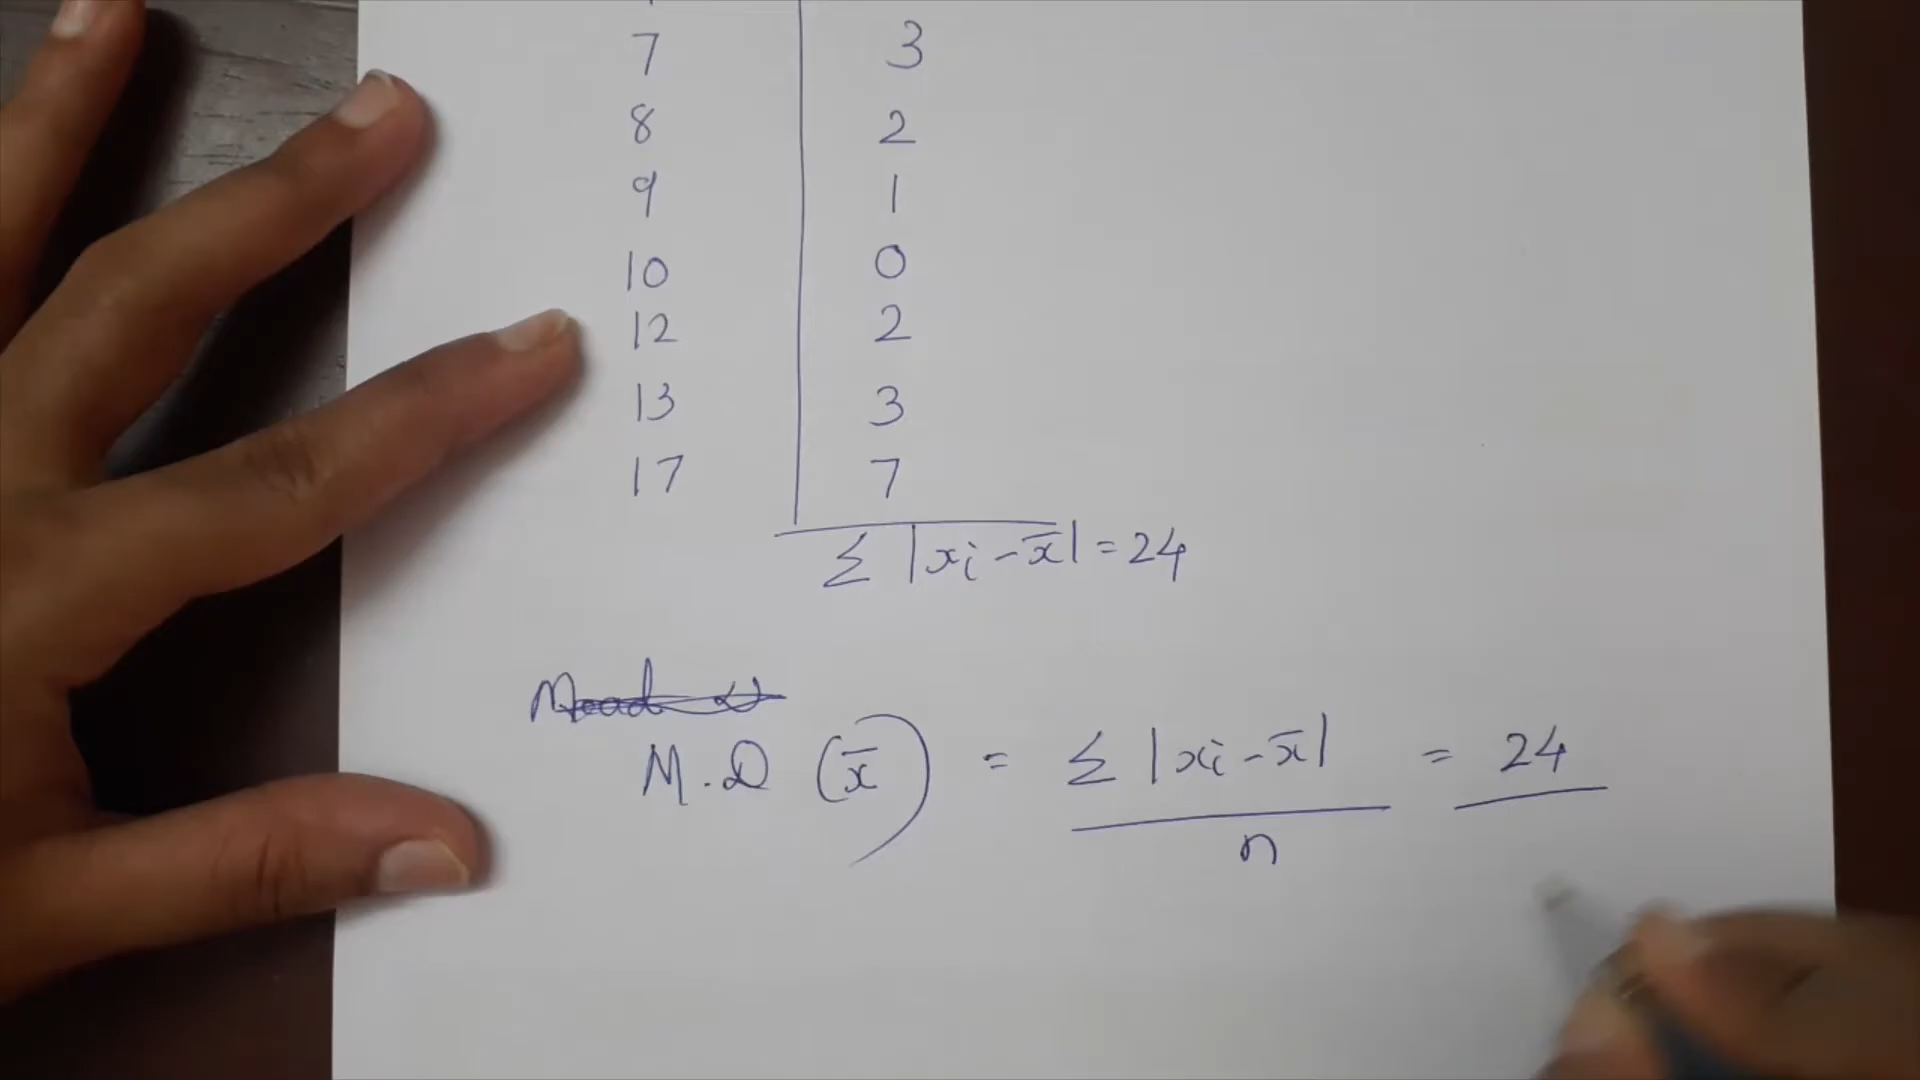 7 3
8 2
9 1
10 0
12 2
13 3
17 7
Σ |xi - x̄| = 24
M.D (x̄) = Σ |xi - x̄| = 24
n